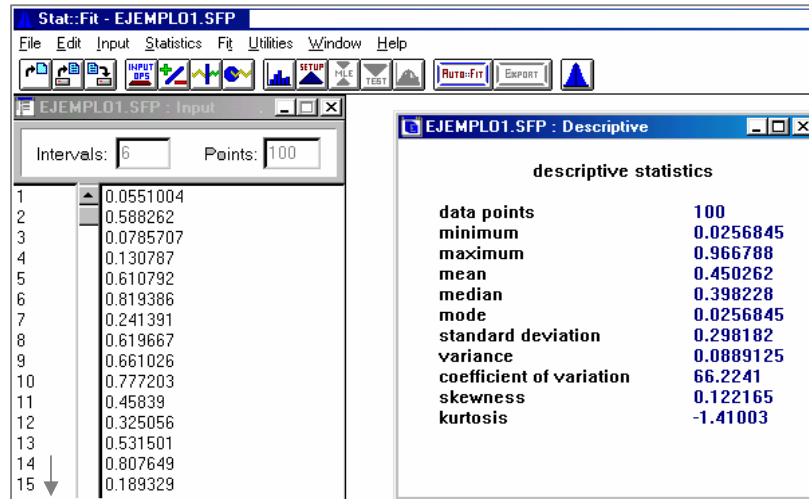 Stat::Fit - EJEMPLO1.SFP
File Edit Input Statistics Fit Utilities Window Help
INPUT OPS SETUP MLE TEST AUTO::FIT EXPORT
EJEMPLO1.SFP : Input
Intervals: 6 Points: 100
1 0.0551004
2 0.588262
3 0.0785707
4 0.130787
5 0.610792
6 0.819386
7 0.241391
8 0.619667
9 0.661026
10 0.777203
11 0.45839
12 0.325056
13 0.531501
14 0.807649
15 0.189329
EJEMPLO1.SFP : Descriptive
descriptive statistics
data points 100
minimum 0.0256845
maximum 0.966788
mean 0.450262
median 0.398228
mode 0.0256845
standard deviation 0.298182
variance 0.0889125
coefficient of variation 66.2241
skewness 0.122165
kurtosis -1.41003